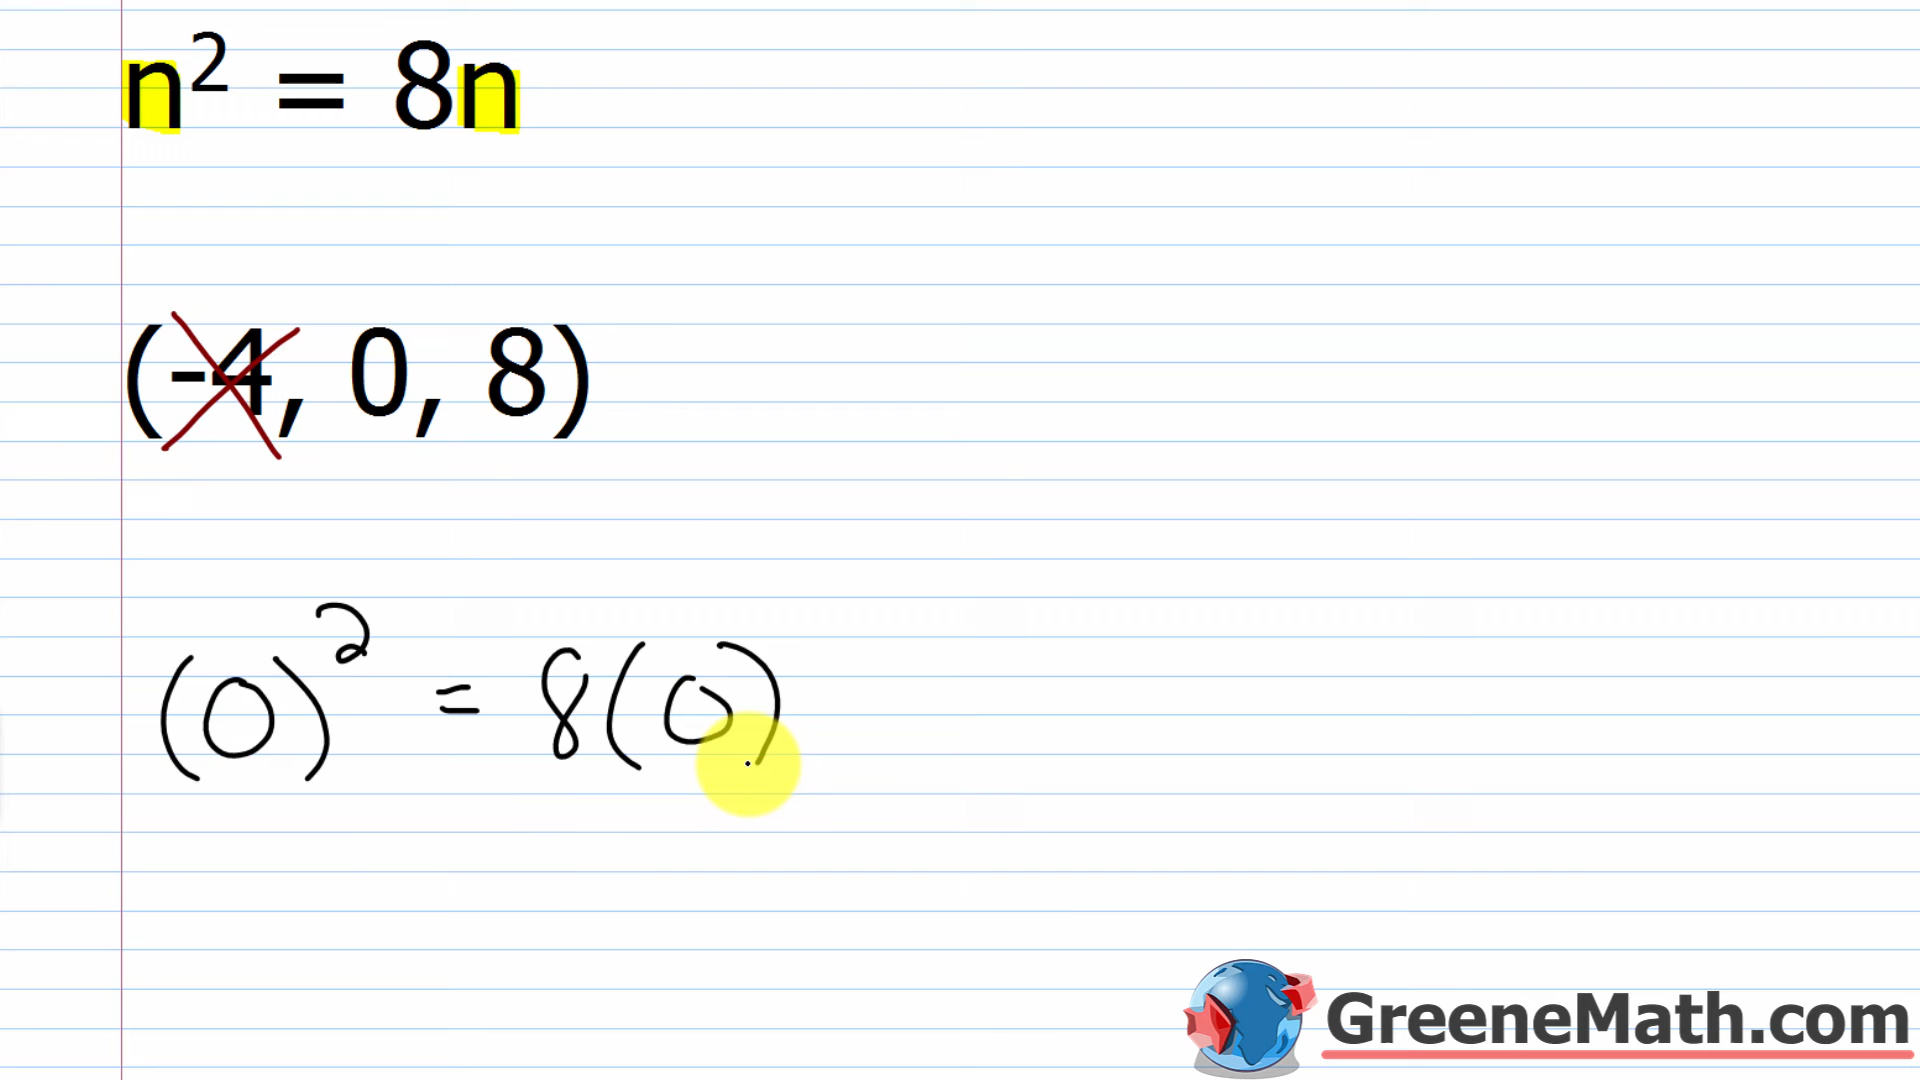 n² = 8n
(-4, 0, 8)
(0)² = 8(0)
GreeneMath.com